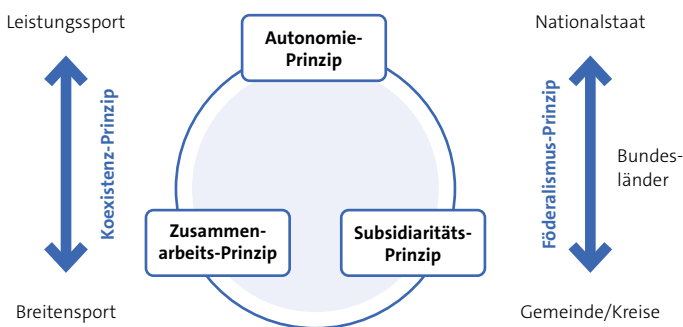 Leistungssport
Koexistenz-Prinzip
Breitensport
Autonomie-
Prinzip
Zusammen-
arbeits-Prinzip
Subsidiaritäts-
Prinzip
Nationalstaat
Föderalismus-Prinzip
Bundes-
länder
Gemeinde/Kreise